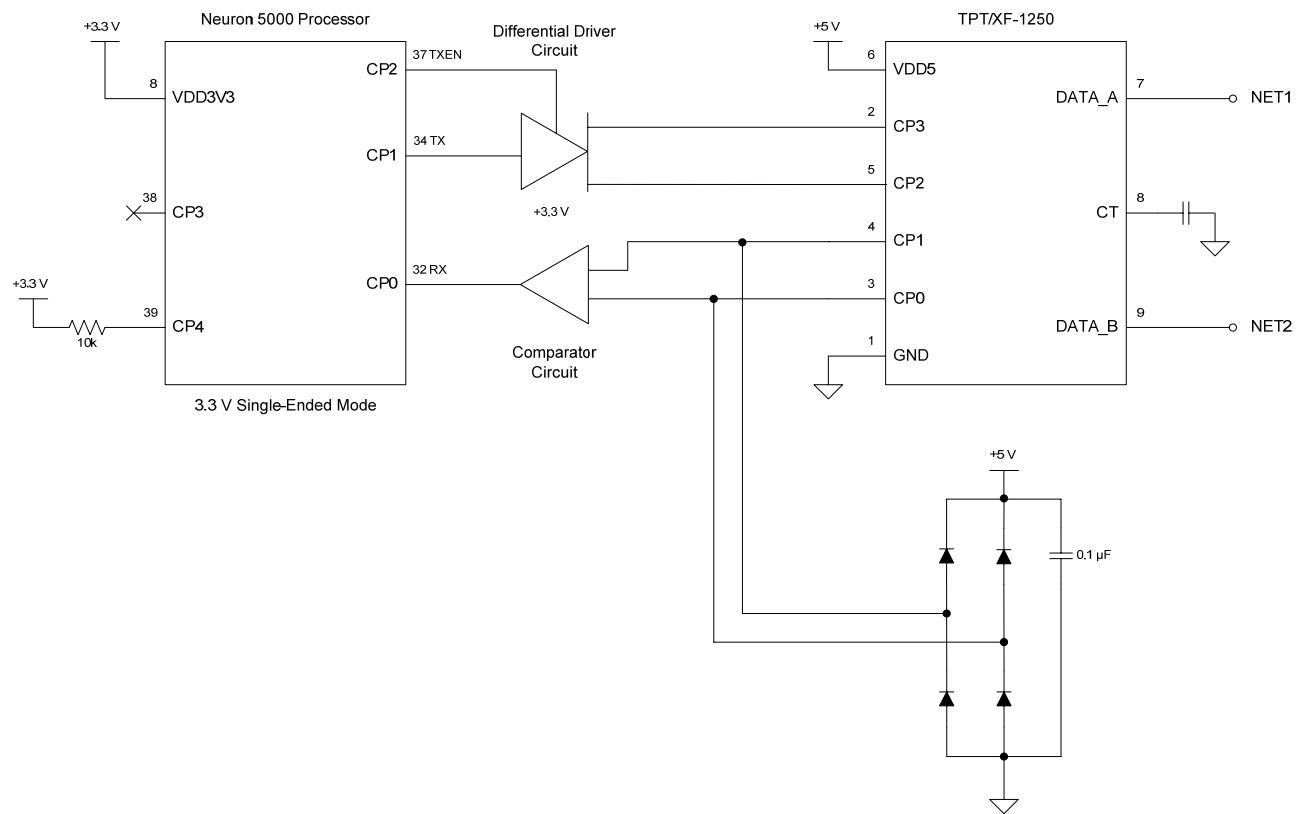 Neuron 5000 Processor
TPT/XF-1250
+3.3 V
Differential Driver
Circuit
+5 V
37 TXEN
CP2
8
VDD3V3
6
VDD5
DATA_A
7
NET1
2
CP3
34 TX
CP1
5
CP2
38
CP3
+3.3 V
CT
8
4
CP1
32 RX
CP0
3
CP0
+3.3 V
39
CP4
10k
DATA_B
9
NET2
1
GND
Comparator
Circuit
3.3 V Single-Ended Mode
+5 V
0.1 µF